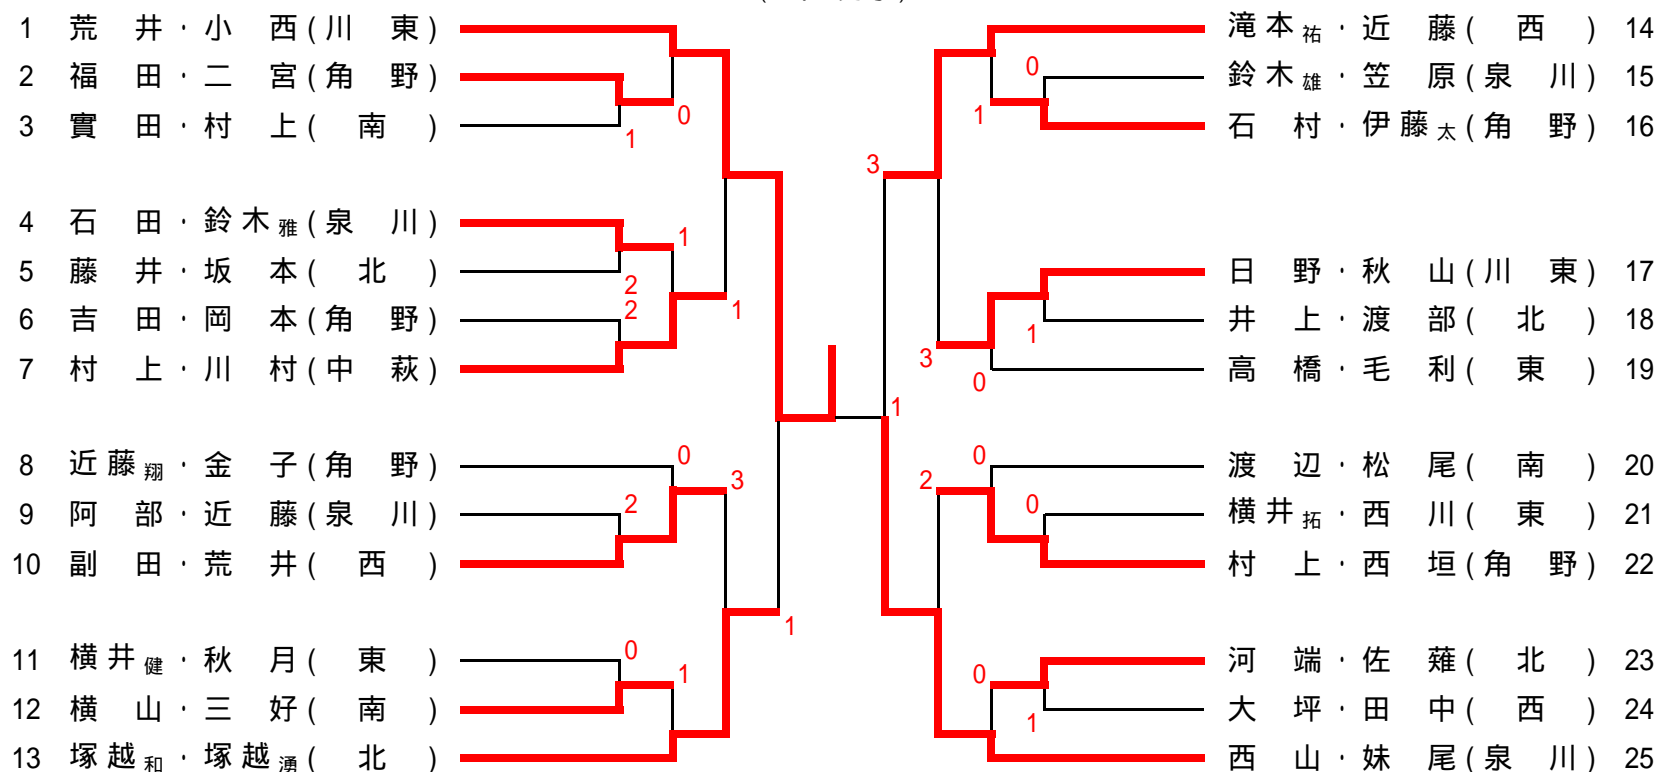 1 荒井・小西(川東)
2 福田・二宮(角野)
3 實田・村上(南)
4 石田・鈴木雅(泉川)
5 藤井・坂本(北)
6 吉田・岡本(角野)
7 村上・川村(中萩)
8 近藤翔・金子(角野)
9 阿部・近藤(泉川)
10 副田・荒井(西)
11 横井健・秋月(東)
12 横山・三好(南)
13 塚越和・塚越湧(北)
0
1
1
2
2
1
0
3
2
0
1
1
3
1
0
1
1
3
0
0
2
0
0
1
滝本祐・近藤(西) 14
鈴木雄・笠原(泉川) 15
石村・伊藤太(角野) 16
日野・秋山(川東) 17
井上・渡部(北) 18
高橋・毛利(東) 19
渡辺・松尾(南) 20
横井拓・西川(東) 21
村上・西垣(角野) 22
河端・佐薙(北) 23
大坪・田中(西) 24
西山・妹尾(泉川) 25